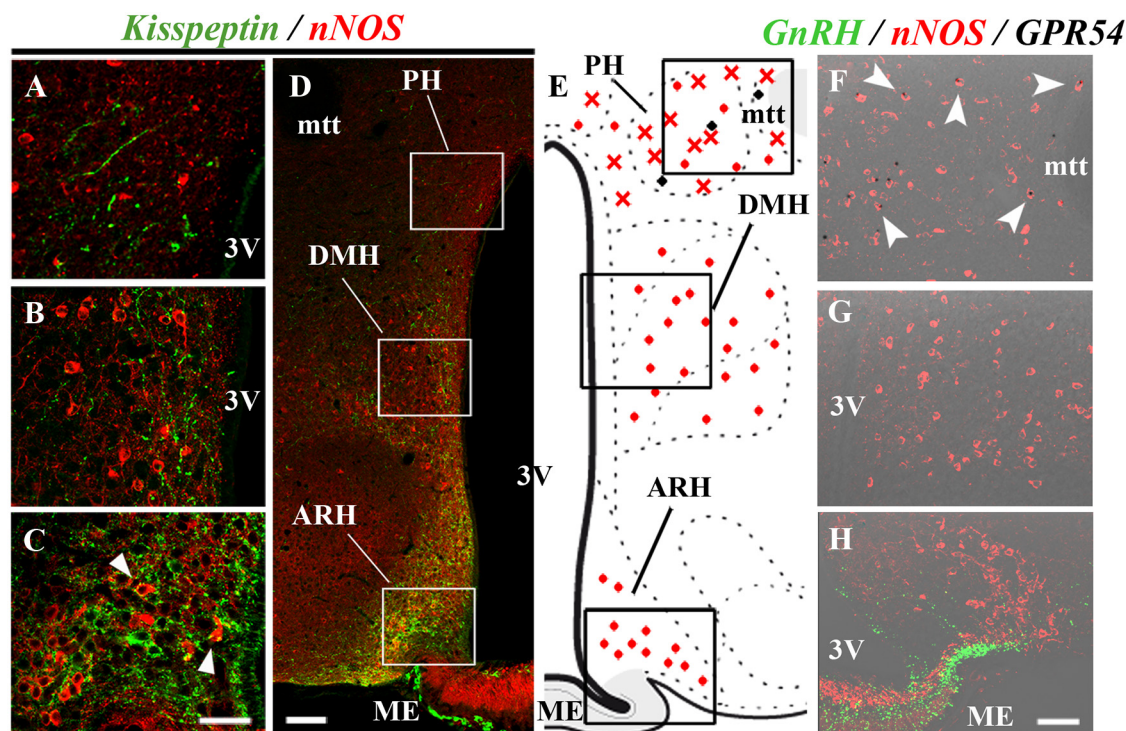 Kisspeptin / nNOS
GnRH / nNOS / GPR54
A
3V
B
3V
C
D
mtt
PH
DMH
ARH
ME
3V
E
PH
mtt
DMH
ARH
ME
F
mtt
G
3V
H
3V
ME